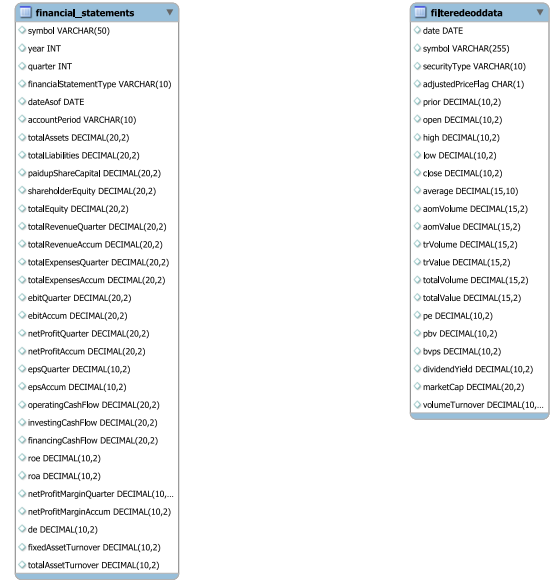 financial_statements
symbol VARCHAR(50)
year INT
quarter INT
financialStatementType VARCHAR(10)
dateAsof DATE
accountPeriod VARCHAR(10)
totalAssets DECIMAL(20,2)
totalLiabilities DECIMAL(20,2)
paidupShareCapital DECIMAL(20,2)
shareholderEquity DECIMAL(20,2)
totalEquity DECIMAL(20,2)
totalRevenueQuarter DECIMAL(20,2)
totalRevenueAccum DECIMAL(20,2)
totalExpensesQuarter DECIMAL(20,2)
totalExpensesAccum DECIMAL(20,2)
ebitQuarter DECIMAL(20,2)
ebitAccum DECIMAL(20,2)
netProfitQuarter DECIMAL(20,2)
netProfitAccum DECIMAL(20,2)
epsQuarter DECIMAL(10,2)
epsAccum DECIMAL(10,2)
operatingCashFlow DECIMAL(20,2)
investingCashFlow DECIMAL(20,2)
financingCashFlow DECIMAL(20,2)
roe DECIMAL(10,2)
roa DECIMAL(10,2)
netProfitMarginQuarter DECIMAL(10,...
netProfitMarginAccum DECIMAL(10,2)
de DECIMAL(10,2)
fixedAssetTurnover DECIMAL(10,2)
totalAssetTurnover DECIMAL(10,2)
filteredeoddata
date DATE
symbol VARCHAR(255)
securityType VARCHAR(10)
adjustedPriceFlag CHAR(1)
prior DECIMAL(10,2)
open DECIMAL(10,2)
high DECIMAL(10,2)
low DECIMAL(10,2)
close DECIMAL(10,2)
average DECIMAL(15,10)
aomVolume DECIMAL(15,2)
aomValue DECIMAL(15,2)
trVolume DECIMAL(15,2)
trValue DECIMAL(15,2)
totalVolume DECIMAL(15,2)
totalValue DECIMAL(15,2)
pe DECIMAL(10,2)
pbv DECIMAL(10,2)
bvps DECIMAL(10,2)
dividendYield DECIMAL(10,2)
marketCap DECIMAL(20,2)
volumeTurnover DECIMAL(10,...